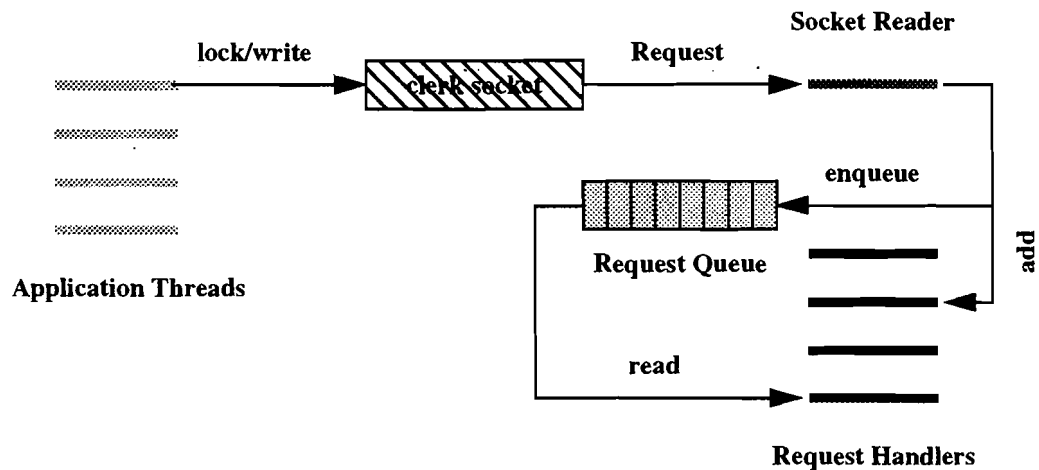 Socket Reader
lock/write
Request
clerk socket
enqueue
Request Queue
add
Application Threads
read
Request Handlers